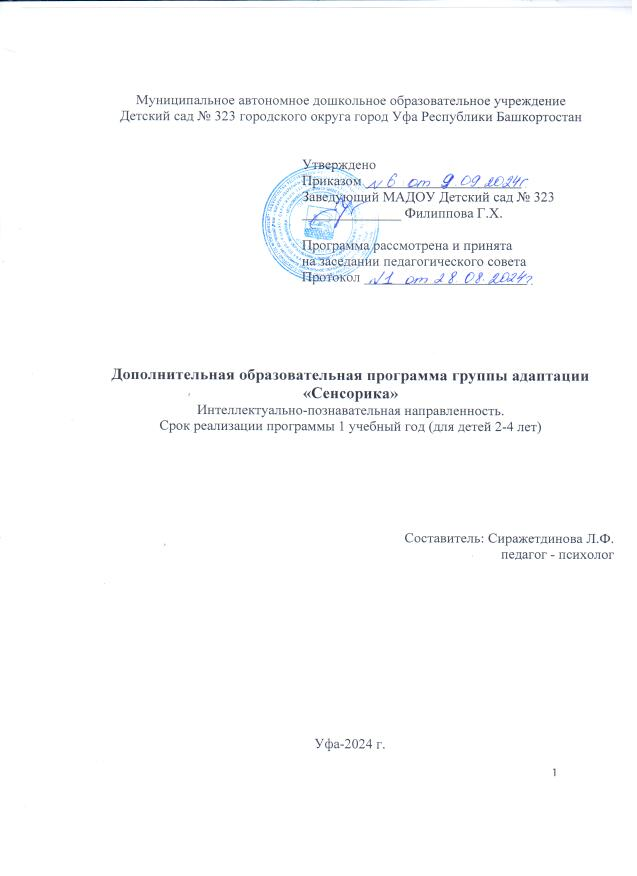 Муниципальное автономное дошкольное образовательное учреждение
Детский сад № 323 городского округа город Уфа Республики Башкортостан
Утверждено
Приказом № 6 от 9.09 2024г
Заведующий МАДОУ Детский сад № 323
Филиппова Г.Х.
Программа рассмотрена и принята
на заседании педагогического совета
Протокол №1 от 28.08.2024г
Дополнительная образовательная программа группы адаптации
«Сенсорика»
Интеллектуально-познавательная направленность.
Срок реализации программы 1 учебный год (для детей 2-4 лет)
Составитель: Сиражетдинова Л.Ф.
педагог - психолог
Уфа-2024 г.
1